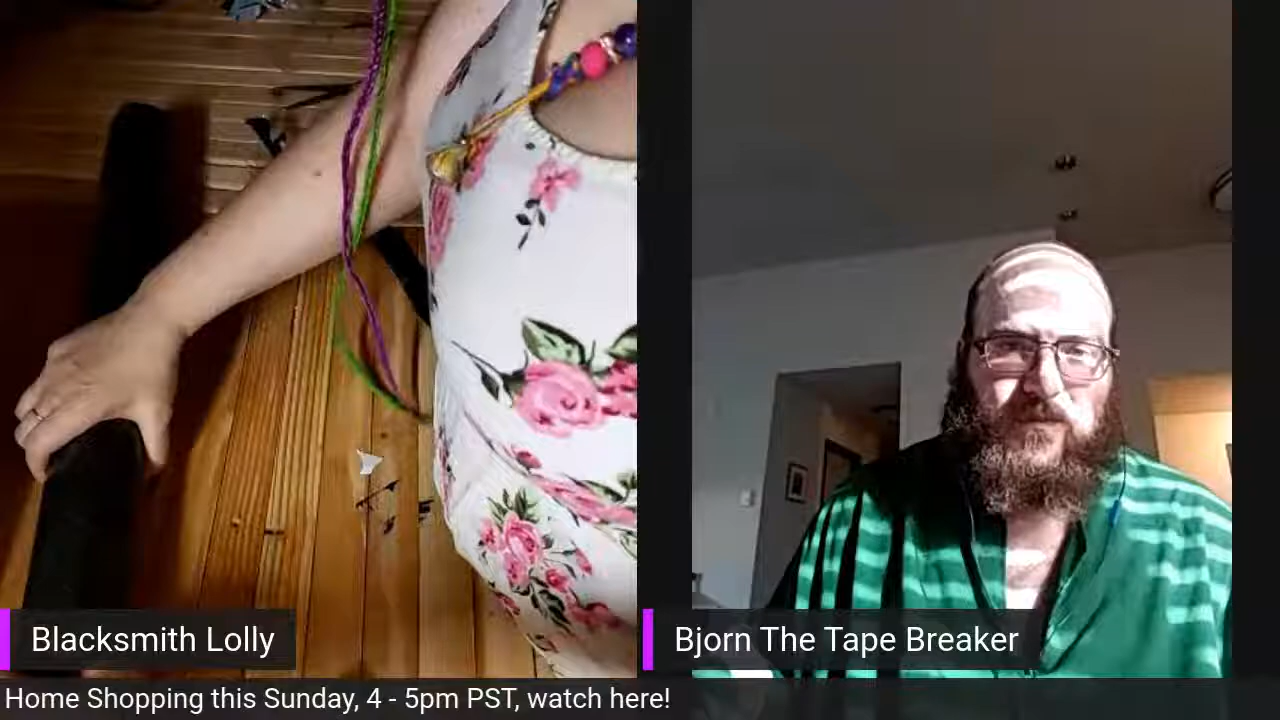 Blacksmith Lolly
Bjorn The Tape Breaker
Home Shopping this Sunday, 4 - 5pm PST, watch here!